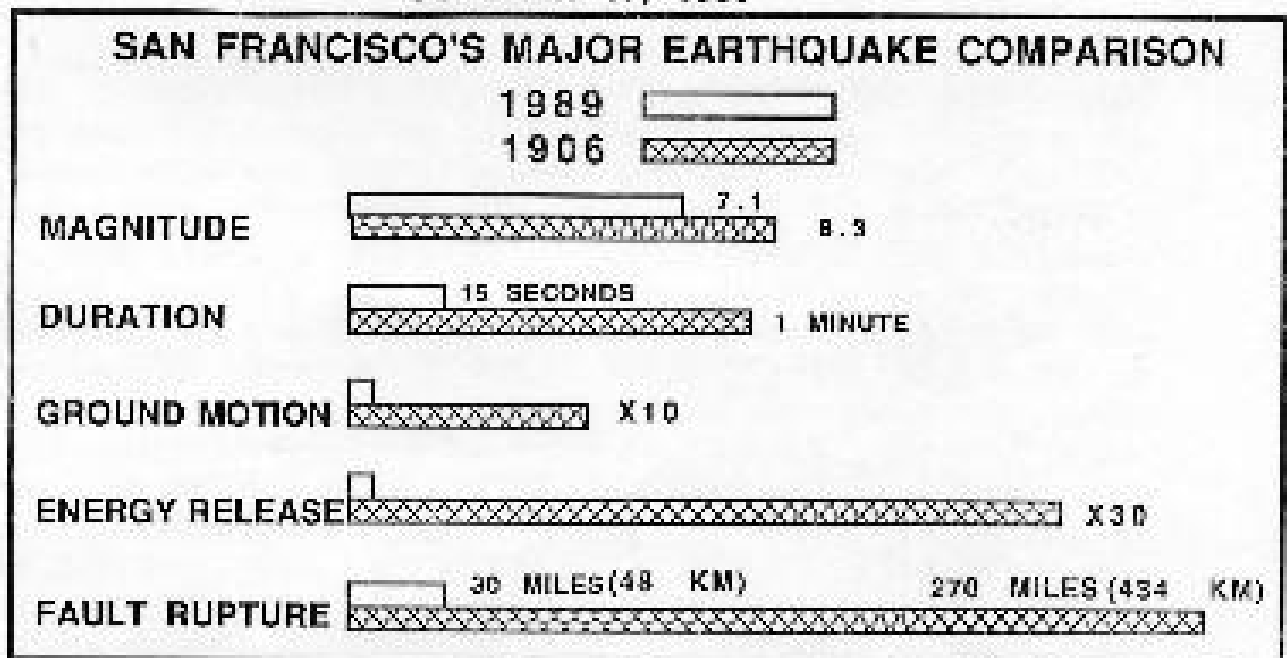 SAN FRANCISCO'S MAJOR EARTHQUAKE COMPARISON
1989
1906
MAGNITUDE 7.1
8.3
DURATION 15 SECONDS
1 MINUTE
GROUND MOTION X10
ENERGY RELEASE X30
FAULT RUPTURE 30 MILES(48 KM) 270 MILES (434 KM)